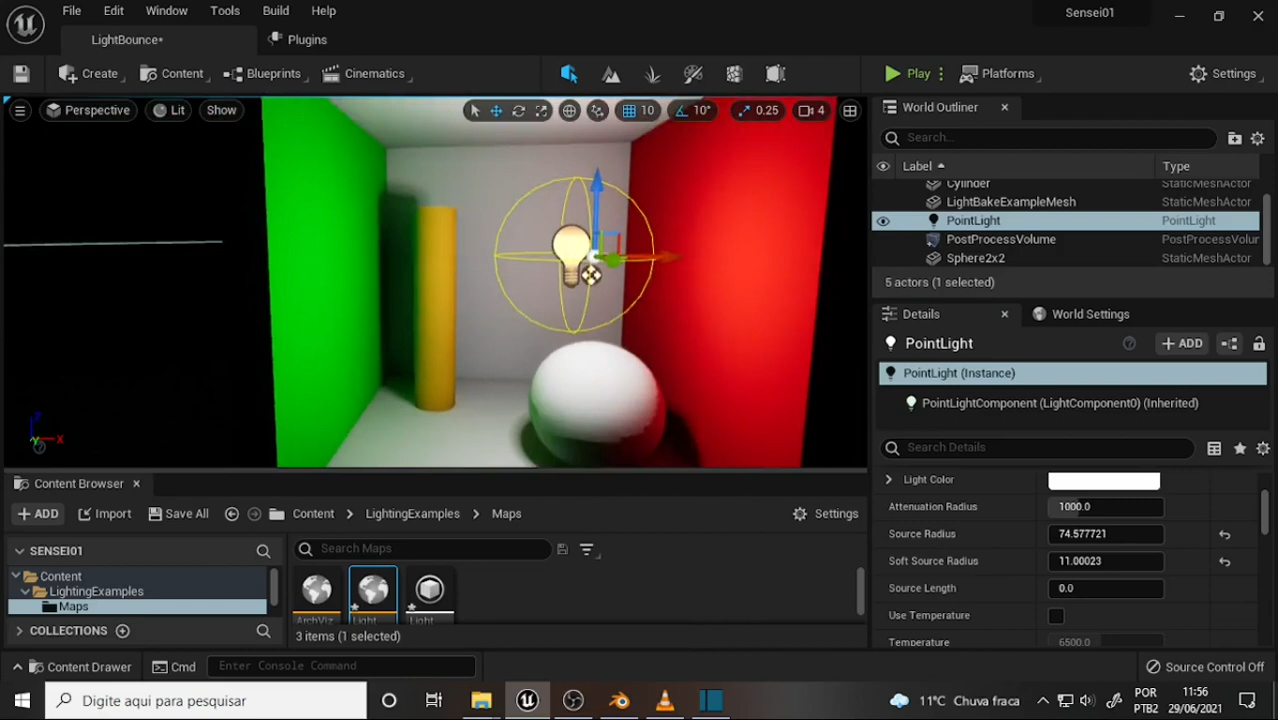 File Edit Window Tools Build Help Sensei01
LightBounce• Plugins
Create Content Blueprints Cinematics Play Platforms Settings
Perspective Lit Show 10 10° 0.25 4
World Outliner
Search...
Label Type
Cylinder StaticMeshActor
LightBakeExampleMesh StaticMeshActor
PointLight PointLight
PostProcessVolume PostProcessVolur
Sphere2x2 StaticMeshActor
5 actors (1 selected)
Details World Settings
PointLight ADD
PointLight (Instance)
PointLightComponent (LightComponent0) (Inherited)
Search Details
Light Color
Attenuation Radius 1000.0
Source Radius 74.577721
Soft Source Radius 11.00023
Source Length 0.0
Use Temperature
Temperature 6500.0
X
Content Browser
ADD Import Save All Content LightingExamples Maps Settings
SENSEI01
Search Maps
Content
LightingExamples
Maps
ArchViz Light Light
COLLECTIONS
3 items (1 selected)
Content Drawer Cmd Enter Console Command Source Control Off
Digite aqui para pesquisar
11°C Chuva fraca
POR
PTB2
11:56
29/06/2021